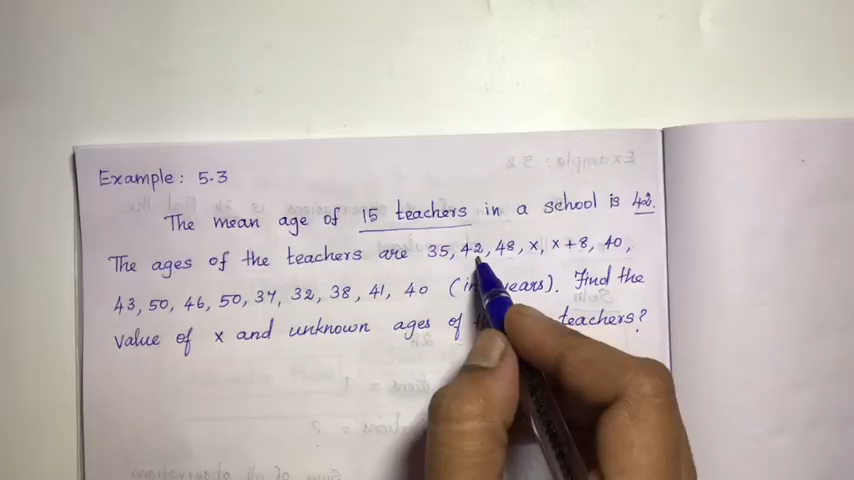 Example: 5.3
The mean age of 15 teachers in a school is 42.
The ages of the teachers are 35, 42, 48, x, x+8, 40,
43, 50, 46, 50, 37, 32, 38, 41, 40 (in years). Find the
value of x and unknown ages of teachers?